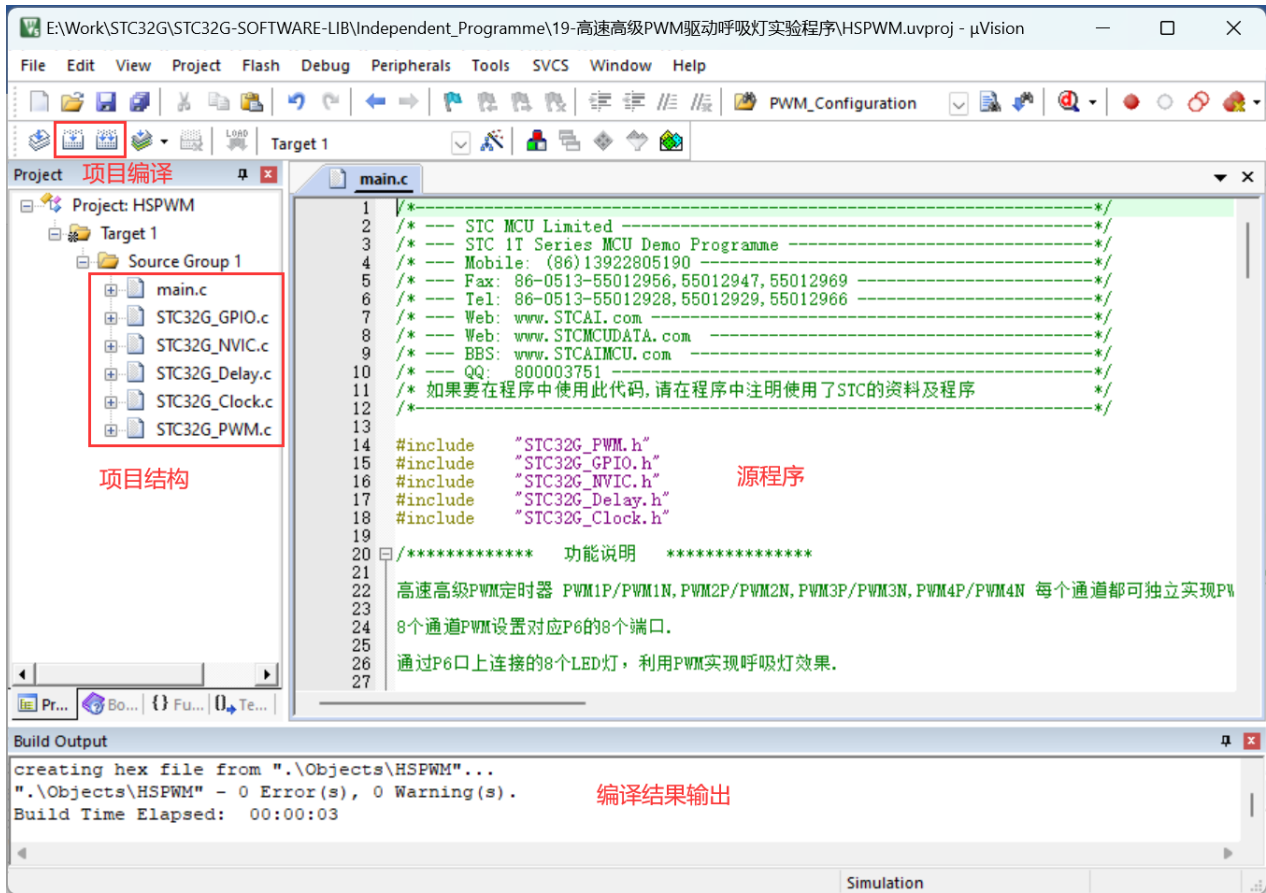 E:\Work\STC32G\STC32G-SOFTWARE-LIB\Independent_Programme\19-高速高级PWM驱动呼吸灯实验程序\HSPWM.uvproj - µVision
File Edit View Project Flash Debug Peripherals Tools SVCS Window Help
PWM_Configuration
LOAD Target 1
Project 项目编译
Project: HSPWM
Target 1
Source Group 1
main.c
STC32G_GPIO.c
STC32G_NVIC.c
STC32G_Delay.c
STC32G_Clock.c
STC32G_PWM.c
项目结构
Pr... Bo... {} Fu... Te...
main.c
1 /*---------------------------------------------------------------------*/
2 /* --- STC MCU Limited ------------------------------------------------*/
3 /* --- STC 1T Series MCU Demo Programme -------------------------------*/
4 /* --- Mobile: (86)13922805190 ----------------------------------------*/
5 /* --- Fax: 86-0513-55012956,55012947,55012969 ------------------------*/
6 /* --- Tel: 86-0513-55012928,55012929,55012966 ------------------------*/
7 /* --- Web: www.STCAI.com ---------------------------------------------*/
8 /* --- Web: www.STCMCUDATA.com  ---------------------------------------*/
9 /* --- BBS: www.STCAIMCU.com  -----------------------------------------*/
10 /* --- QQ:  800003751 -------------------------------------------------*/
11 /* 如果要在程序中使用此代码,请在程序中注明使用了STC的资料及程序 */
12 /*---------------------------------------------------------------------*/
13
14 #include "STC32G_PWM.h"
15 #include "STC32G_GPIO.h"
16 #include "STC32G_NVIC.h"
17 #include "STC32G_Delay.h"
18 #include "STC32G_Clock.h"
源程序
19
20 /************* 功能说明 ***************
21
22 高速高级PWM定时器 PWM1P/PWM1N,PWM2P/PWM2N,PWM3P/PWM3N,PWM4P/PWM4N 每个通道都可独立实现PW
23
24 8个通道PWM设置对应P6的8个端口.
25
26 通过P6口上连接的8个LED灯，利用PWM实现呼吸灯效果.
27
Build Output
creating hex file from ".\Objects\HSPWM"...
".\Objects\HSPWM" - 0 Error(s), 0 Warning(s).
Build Time Elapsed:  00:00:03
编译结果输出
Simulation